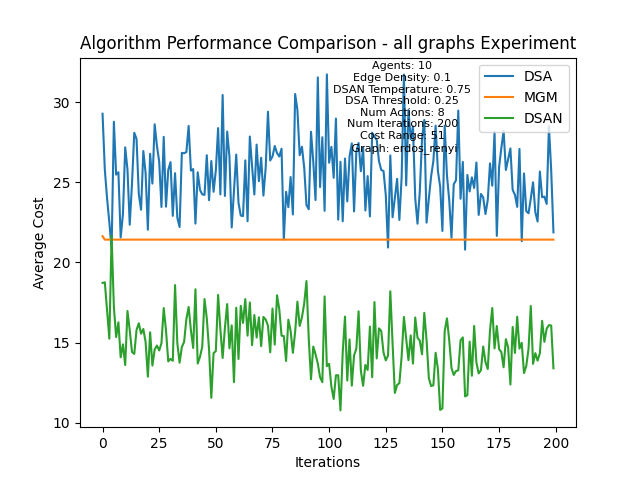 Algorithm Performance Comparison - all graphs Experiment
Agents: 10
Edge Density: 0.1
DSAN Temperature: 0.75
DSA Threshold: 0.25
Num Actions: 8
Num Iterations: 200
Cost Range: 51
Graph: erdos_renyi
DSA
MGM
DSAN
Average Cost
30
25
20
15
10
0
25
50
75
100
125
150
175
200
Iterations